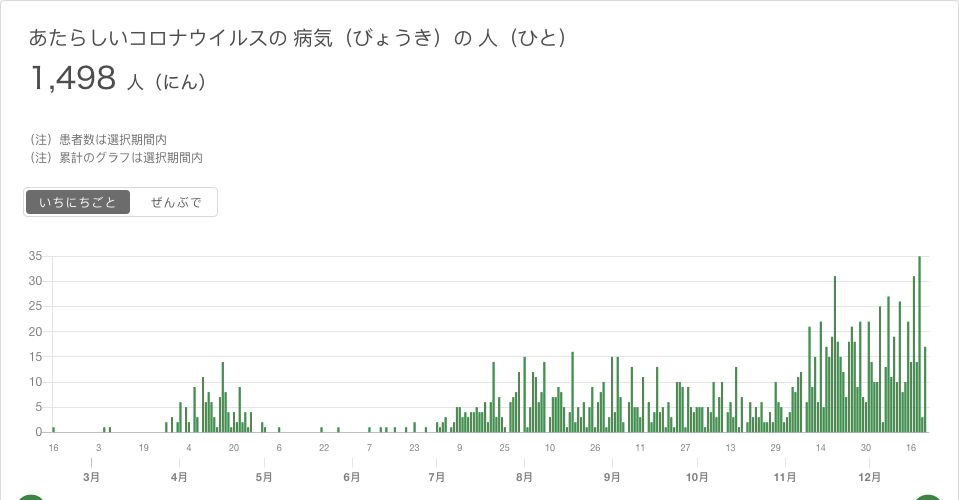 あたらしいコロナウイルスの 病気（びょうき）の 人（ひと）
1,498 人（にん）
（注）患者数は選択期間内
（注）累計のグラフは選択期間内
いちにちごと ぜんぶで
35
30
25
20
15
10
5
0
16 3 19 4 20 6 22 7 23 9 25 10 26 11 27 13 29 14 30 16
3月 4月 5月 6月 7月 8月 9月 10月 11月 12月